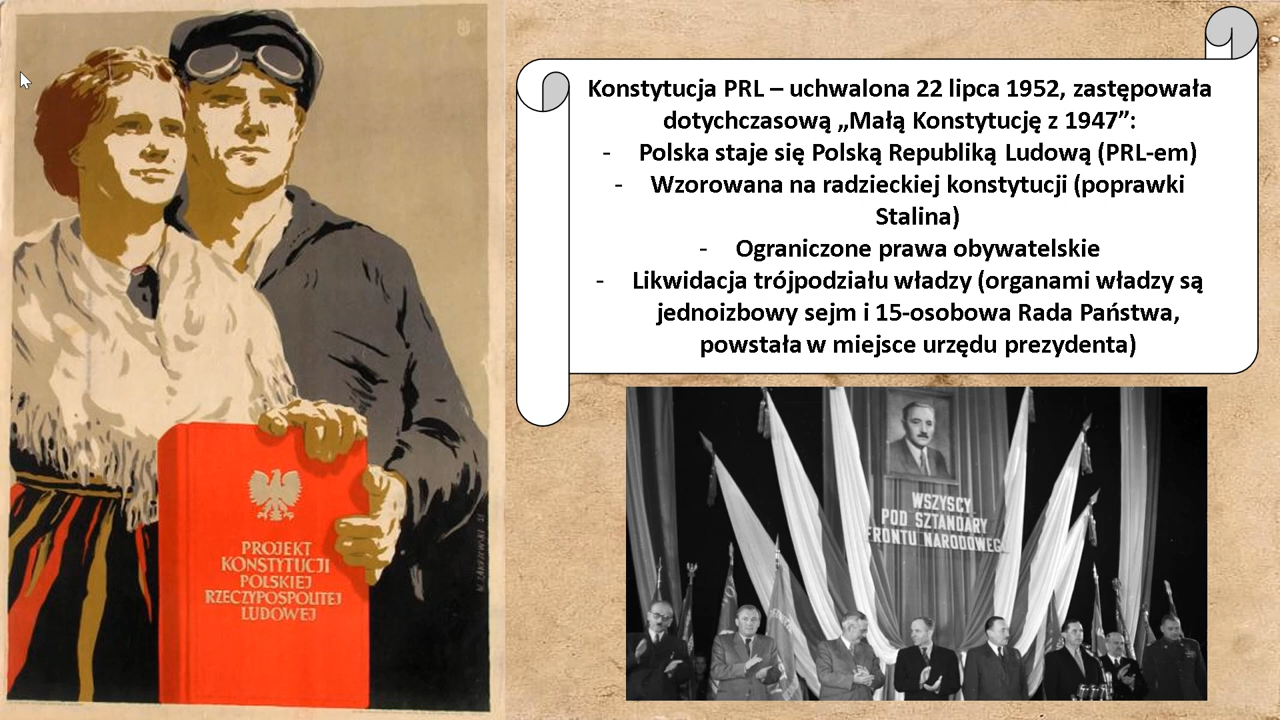 Konstytucja PRL – uchwalona 22 lipca 1952, zastępowała
dotychczasową „Małą Konstytucję z 1947”:
- Polska staje się Polską Republiką Ludową (PRL-em)
- Wzorowana na radzieckiej konstytucji (poprawki
Stalina)
- Ograniczone prawa obywatelskie
- Likwidacja trójpodziału władzy (organami władzy są
jednoizbowy sejm i 15-osobowa Rada Państwa,
powstała w miejsce urzędu prezydenta)
PROJEKT
KONSTYTUCJI
POLSKIEJ
RZECZYPOSPOLITEJ
LUDOWEJ
WSZYSCY
POD SZTANDARY
FRONTU NARODOWEGO